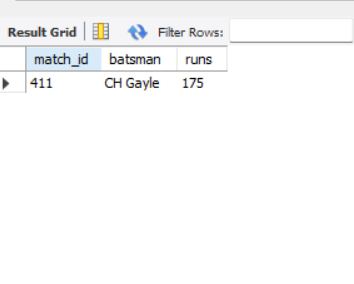 Result Grid Filter Rows:
match_id batsman runs
411 CH Gayle 175